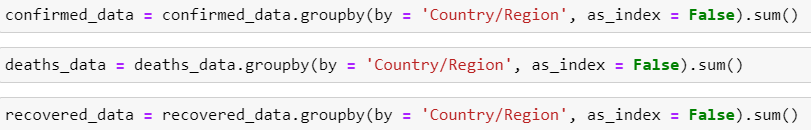 confirmed_data = confirmed_data.groupby(by = 'Country/Region', as_index = False).sum()
deaths_data = deaths_data.groupby(by = 'Country/Region', as_index = False).sum()
recovered_data = recovered_data.groupby(by = 'Country/Region', as_index = False).sum()